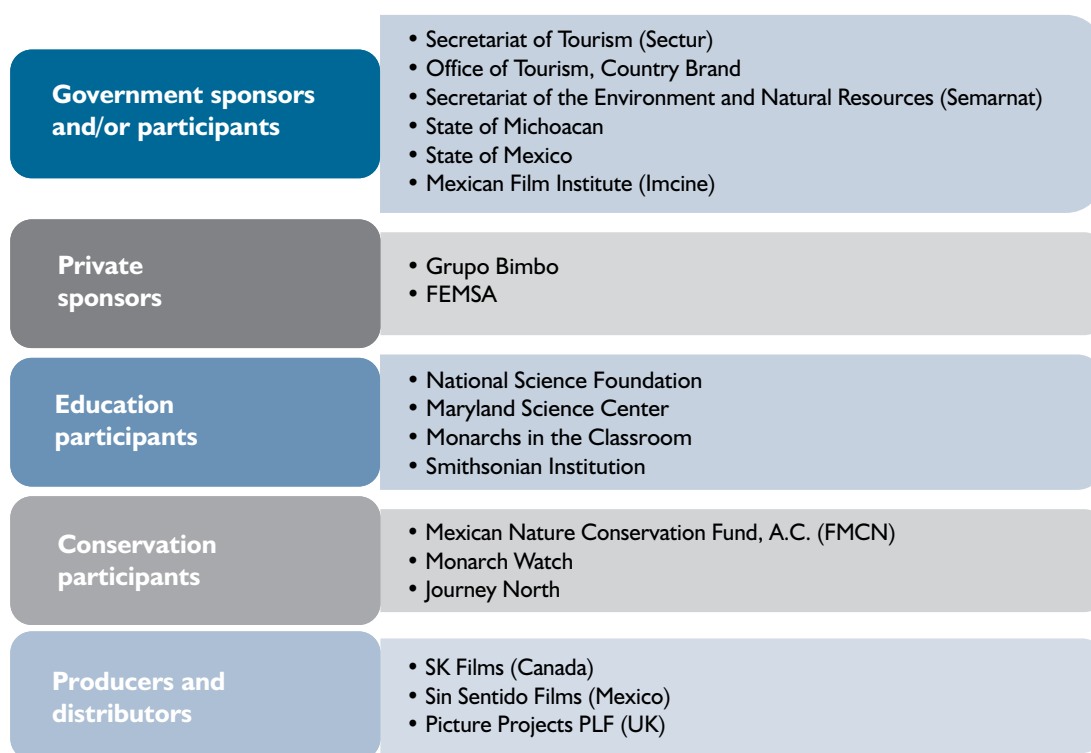 Government sponsors
and/or participants
• Secretariat of Tourism (Sectur)
• Office of Tourism, Country Brand
• Secretariat of the Environment and Natural Resources (Semarnat)
• State of Michoacan
• State of Mexico
• Mexican Film Institute (Imcine)
Private
sponsors
• Grupo Bimbo
• FEMSA
Education
participants
• National Science Foundation
• Maryland Science Center
• Monarchs in the Classroom
• Smithsonian Institution
Conservation
participants
• Mexican Nature Conservation Fund, A.C. (FMCN)
• Monarch Watch
• Journey North
Producers and
distributors
• SK Films (Canada)
• Sin Sentido Films (Mexico)
• Picture Projects PLF (UK)